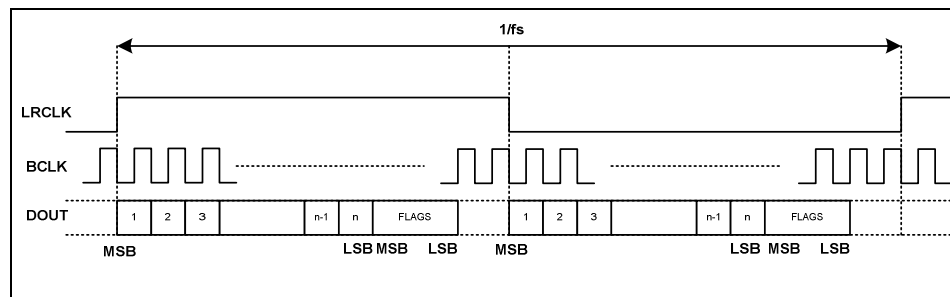 1/fs
LRCLK
BCLK
DOUT 1 2 3 n-1 n FLAGS 1 2 3 n-1 n FLAGS
MSB LSB MSB LSB MSB LSB MSB LSB